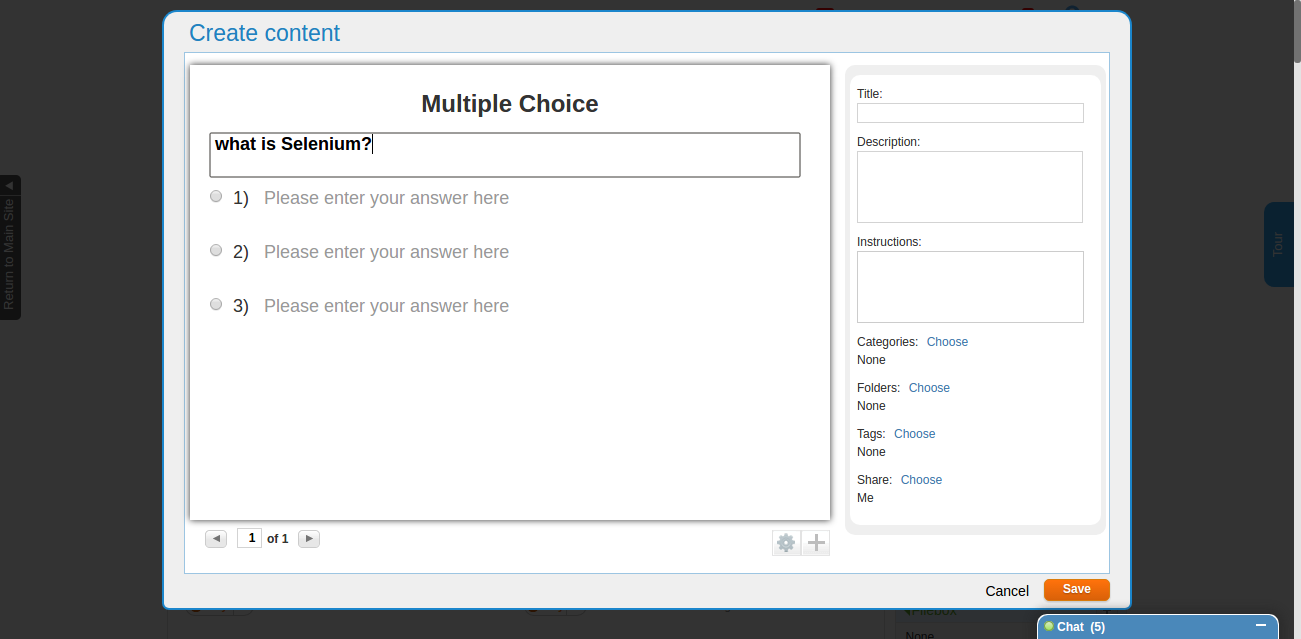 Create content
Multiple Choice
what is Selenium?
1) Please enter your answer here
2) Please enter your answer here
3) Please enter your answer here
1 of 1
Title:
Description:
Instructions:
Categories: Choose
None
Folders: Choose
None
Tags: Choose
None
Share: Choose
Me
Cancel
Save
Return to Main Site
Tour
None
Chat (5)